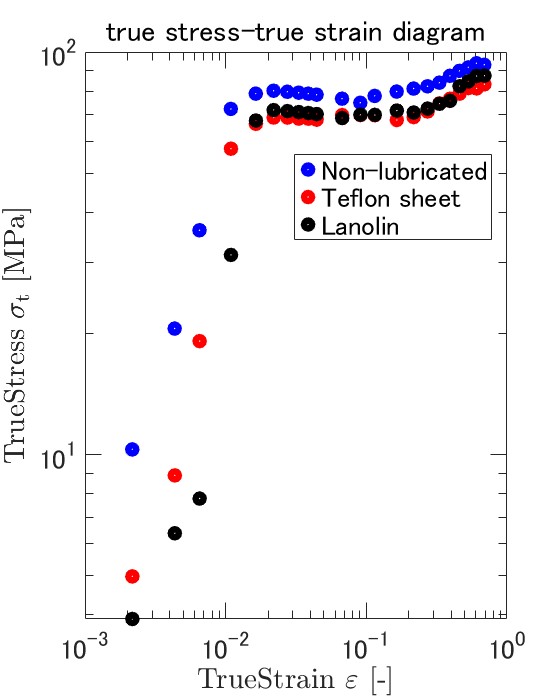 true stress-true strain diagram
10²
Non-lubricated
Teflon sheet
Lanolin
TrueStress σt [MPa]
10¹
10⁻³ 10⁻² 10⁻¹ 10⁰
TrueStrain ε [-]